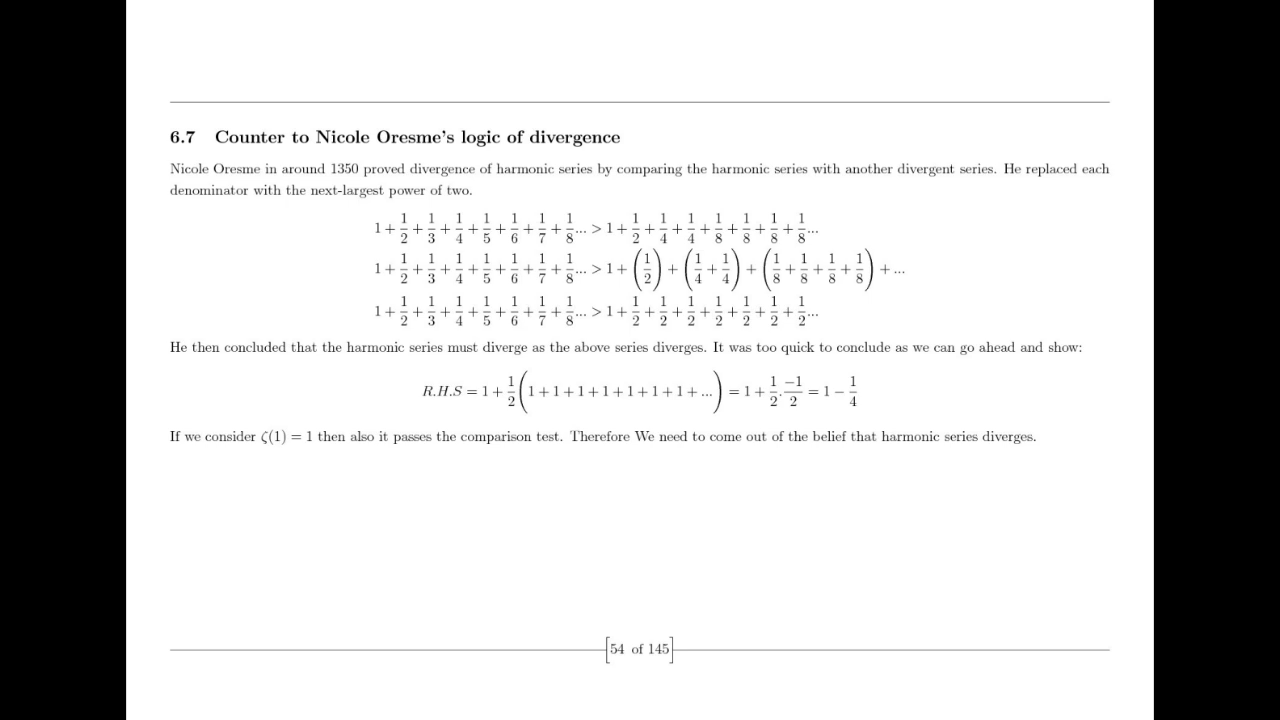 6.7 Counter to Nicole Oresme's logic of divergence
Nicole Oresme in around 1350 proved divergence of harmonic series by comparing the harmonic series with another divergent series. He replaced each
denominator with the next-largest power of two.
1 + 1/2 + 1/3 + 1/4 + 1/5 + 1/6 + 1/7 + 1/8 ... > 1 + 1/2 + 1/4 + 1/4 + 1/8 + 1/8 + 1/8 + 1/8 ...
1 + 1/2 + 1/3 + 1/4 + 1/5 + 1/6 + 1/7 + 1/8 ... > 1 + (1/2) + (1/4 + 1/4) + (1/8 + 1/8 + 1/8 + 1/8) + ...
1 + 1/2 + 1/3 + 1/4 + 1/5 + 1/6 + 1/7 + 1/8 ... > 1 + 1/2 + 1/2 + 1/2 + 1/2 + 1/2 + 1/2 + 1/2 ...
He then concluded that the harmonic series must diverge as the above series diverges. It was too quick to conclude as we can go ahead and show:
R.H.S = 1 + 1/2 (1 + 1 + 1 + 1 + 1 + 1 + 1 + ...) = 1 + 1/2 . -1/2 = 1 - 1/4
If we consider ζ(1) = 1 then also it passes the comparison test. Therefore We need to come out of the belief that harmonic series diverges.
[54 of 145]